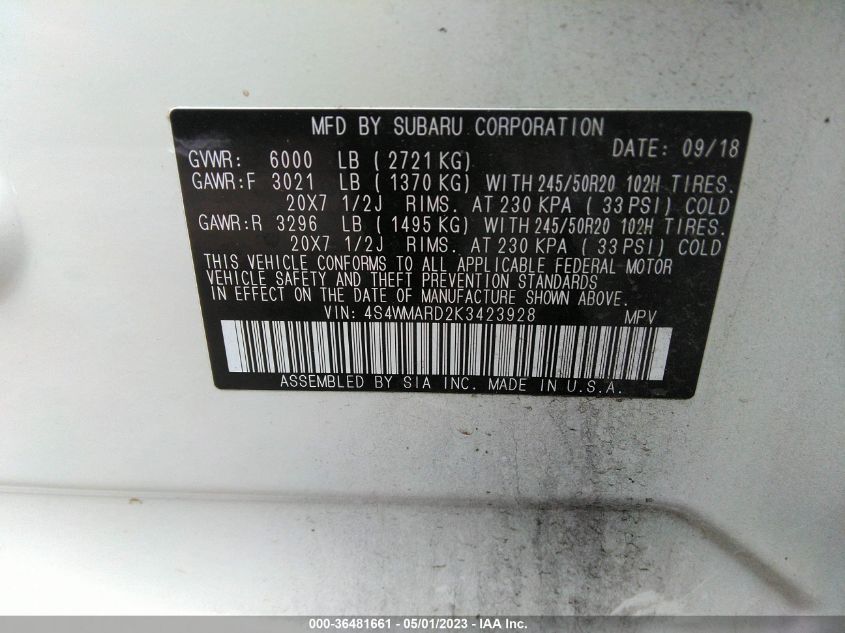 MFD BY SUBARU CORPORATION
DATE: 09/18
GVWR: 6000 LB ( 2721 KG)
GAWR:F 3021 LB ( 1370 KG) WITH 245/50R20 102H TIRES.
20X7 1/2J RIMS. AT 230 KPA ( 33 PSI) COLD
GAWR:R 3296 LB ( 1495 KG) WITH 245/50R20 102H TIRES.
20X7 1/2J RIMS. AT 230 KPA ( 33 PSI) COLD
THIS VEHICLE CONFORMS TO ALL APPLICABLE FEDERAL MOTOR
VEHICLE SAFETY AND THEFT PREVENTION STANDARDS
IN EFFECT ON THE DATE OF MANUFACTURE SHOWN ABOVE.
VIN: 4S4WMARD2K3423928 MPV
ASSEMBLED BY SIA INC. MADE IN U.S.A.
000-36481661 - 05/01/2023 - IAA Inc.